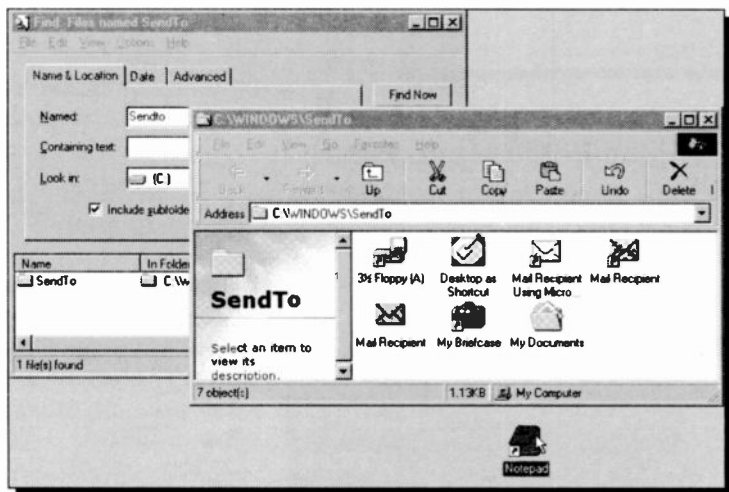 Find: Files named SendTo
File Edit View Options Help
Name & Location Date Advanced
Find Now
Named: Sendto
Containing text:
Look in: (C:)
Include subfolde
Name In Folde
SendTo C:\W
1 file(s) found
C:\WINDOWS\SendTo
File Edit View Go Favorites Help
Back Forward Up Cut Copy Paste Undo Delete
Address C:\WINDOWS\SendTo
SendTo
Select an item to
view its
description.
3½ Floppy (A)
Desktop as
Shortcut
Mail Recipient
Using Micro...
Mail Recipient
Mail Recipient
My Briefcase
My Documents
7 object(s)
1.13KB
My Computer
Notepad